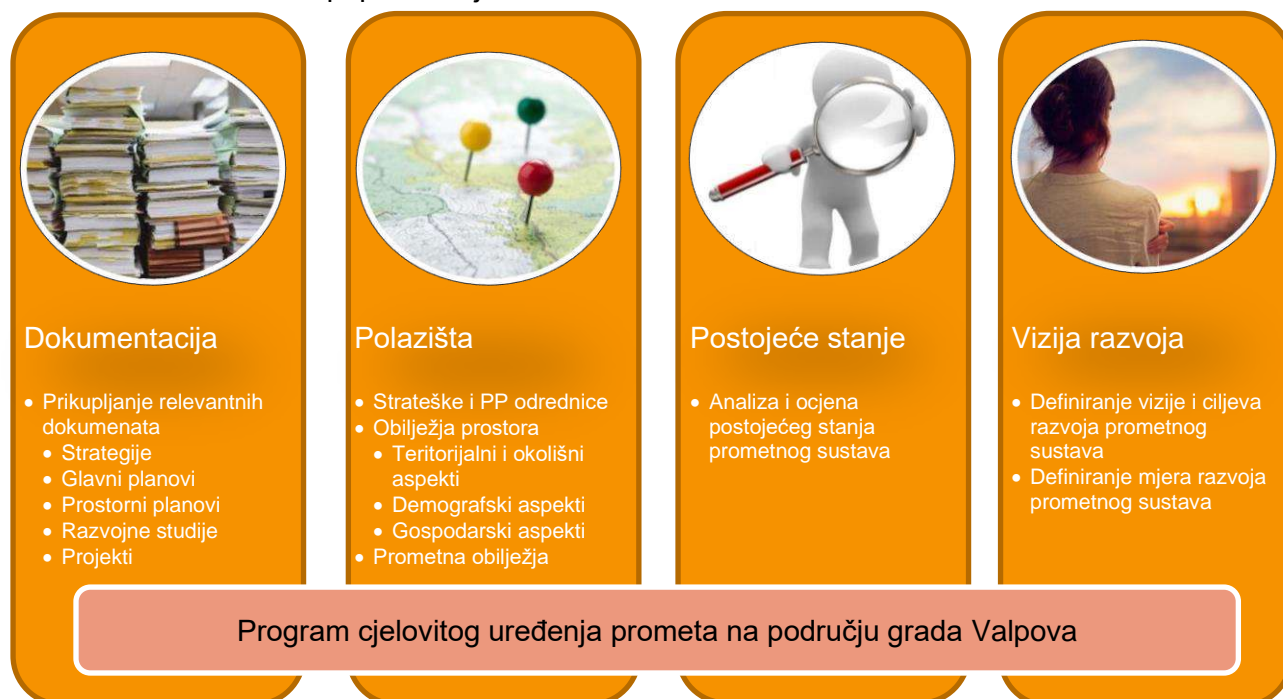 Dokumentacija
• Prikupljanje relevantnih
dokumenata
• Strategije
• Glavni planovi
• Prostorni planovi
• Razvojne studije
• Projekti
Polazišta
• Strateške i PP odrednice
• Obilježja prostora
• Teritorijalni i okolišni
aspekti
• Demografski aspekti
• Gospodarski aspekti
• Prometna obilježja
Postojeće stanje
• Analiza i ocjena
postojećeg stanja
prometnog sustava
Vizija razvoja
• Definiranje vizije i ciljeva
razvoja prometnog
sustava
• Definiranje mjera razvoja
prometnog sustava
Program cjelovitog uređenja prometa na području grada Valpova